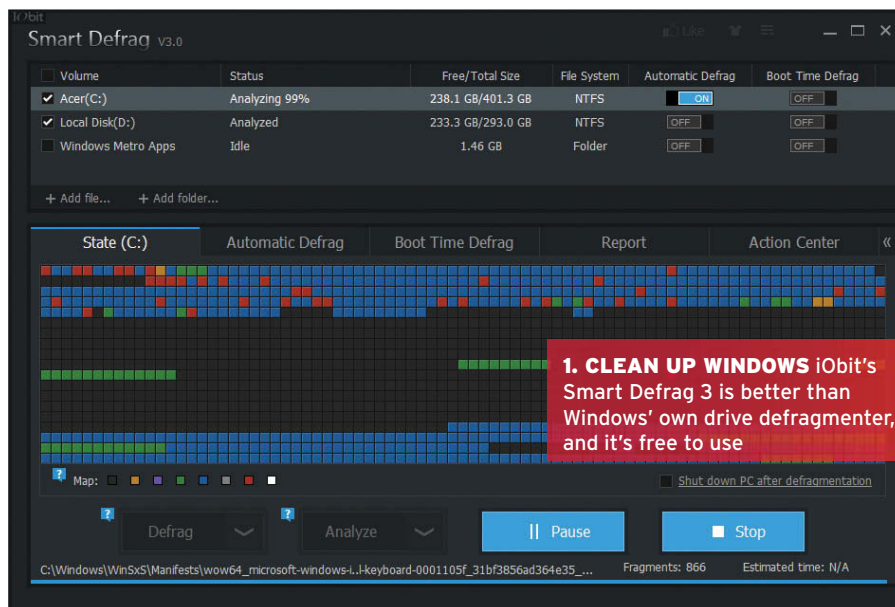 iObit
Smart Defrag V3.0
Like
Volume Status Free/Total Size File System Automatic Defrag Boot Time Defrag
Acer(C:) Analyzing 99% 238.1 GB/401.3 GB NTFS ON OFF
Local Disk(D:) Analyzed 233.3 GB/293.0 GB NTFS OFF OFF
Windows Metro Apps Idle 1.46 GB Folder OFF OFF
+ Add file... + Add folder...
State (C:) Automatic Defrag Boot Time Defrag Report Action Center «
1. CLEAN UP WINDOWS iObit's
Smart Defrag 3 is better than
Windows' own drive defragmenter,
and it's free to use
? Map: Shut down PC after defragmentation
? Defrag ? Analyze Pause Stop
C:\Windows\WinSxS\Manifests\wow64_microsoft-windows-i..l-keyboard-0001105f_31bf3856ad364e35_... Fragments: 866 Estimated time: N/A